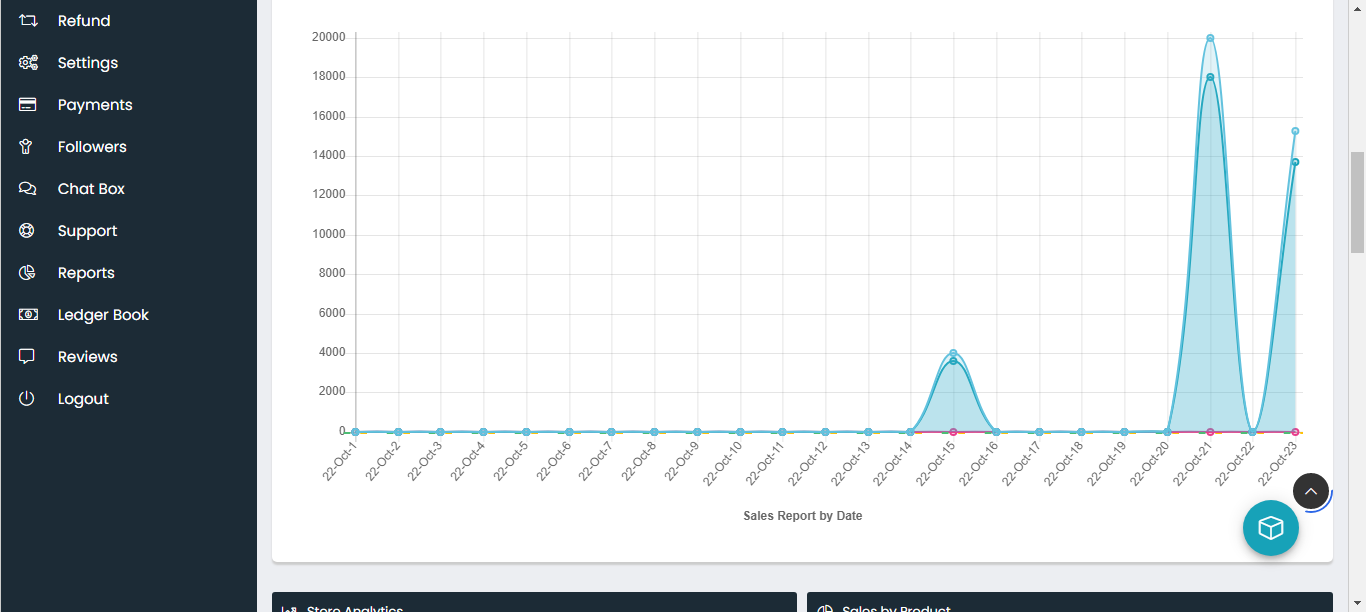 Refund
Settings
Payments
Followers
Chat Box
Support
Reports
Ledger Book
Reviews
Logout
20000
18000
16000
14000
12000
10000
8000
6000
4000
2000
0
22-Oct-1
22-Oct-2
22-Oct-3
22-Oct-4
22-Oct-5
22-Oct-6
22-Oct-7
22-Oct-8
22-Oct-9
22-Oct-10
22-Oct-11
22-Oct-12
22-Oct-13
22-Oct-14
22-Oct-15
22-Oct-16
22-Oct-17
22-Oct-18
22-Oct-19
22-Oct-20
22-Oct-21
22-Oct-22
22-Oct-23
Sales Report by Date
Store Analytics
Sales by Product